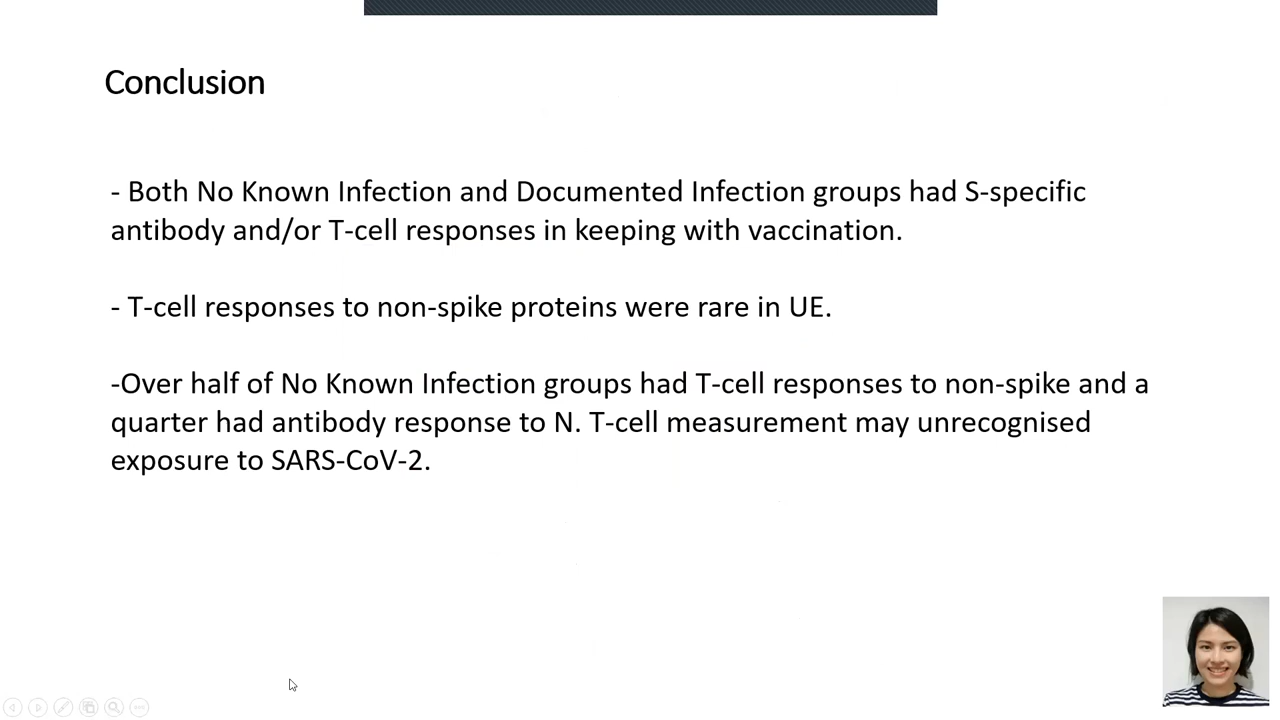 Conclusion
- Both No Known Infection and Documented Infection groups had S-specific
antibody and/or T-cell responses in keeping with vaccination.
- T-cell responses to non-spike proteins were rare in UE.
-Over half of No Known Infection groups had T-cell responses to non-spike and a
quarter had antibody response to N. T-cell measurement may unrecognised
exposure to SARS-CoV-2.